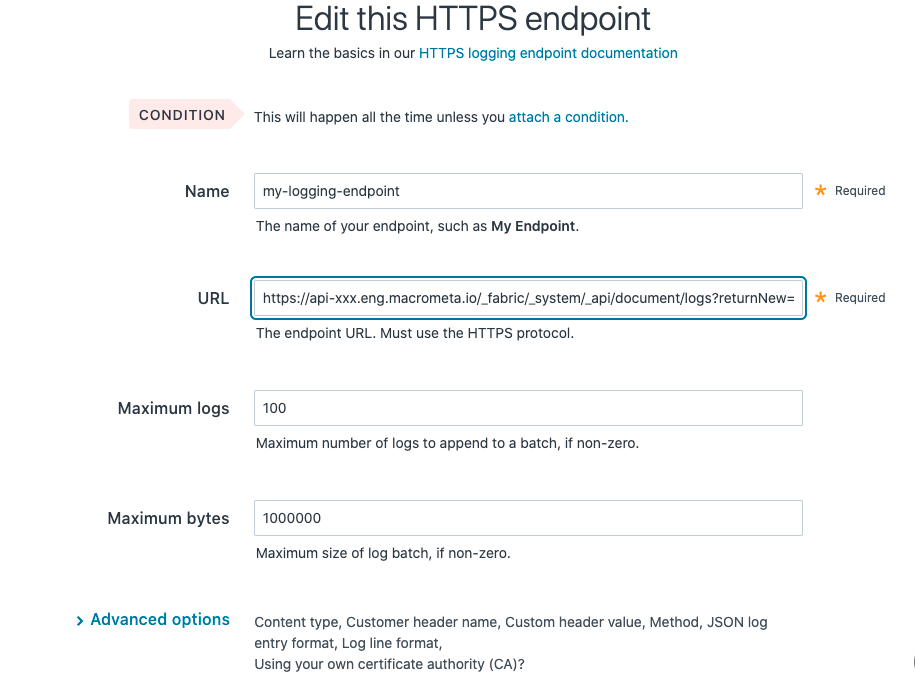 Edit this HTTPS endpoint
Learn the basics in our HTTPS logging endpoint documentation
CONDITION This will happen all the time unless you attach a condition.
Name my-logging-endpoint * Required
The name of your endpoint, such as My Endpoint.
URL https://api-xxx.eng.macrometa.io/_fabric/_system/_api/document/logs?returnNew= * Required
The endpoint URL. Must use the HTTPS protocol.
Maximum logs 100
Maximum number of logs to append to a batch, if non-zero.
Maximum bytes 1000000
Maximum size of log batch, if non-zero.
Advanced options Content type, Customer header name, Custom header value, Method, JSON log
entry format, Log line format,
Using your own certificate authority (CA)?